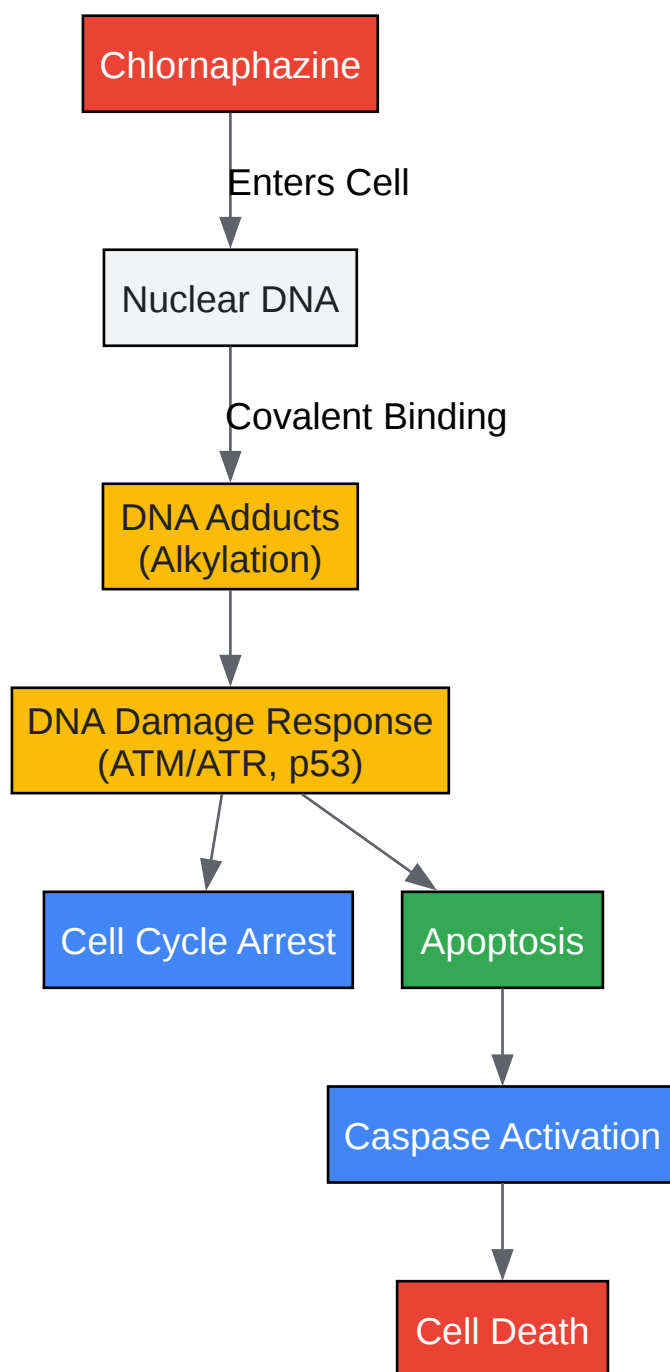 Chlornaphazine
Enters Cell
Nuclear DNA
Covalent Binding
DNA Adducts
(Alkylation)
DNA Damage Response
(ATM/ATR, p53)
Cell Cycle Arrest
Apoptosis
Caspase Activation
Cell Death